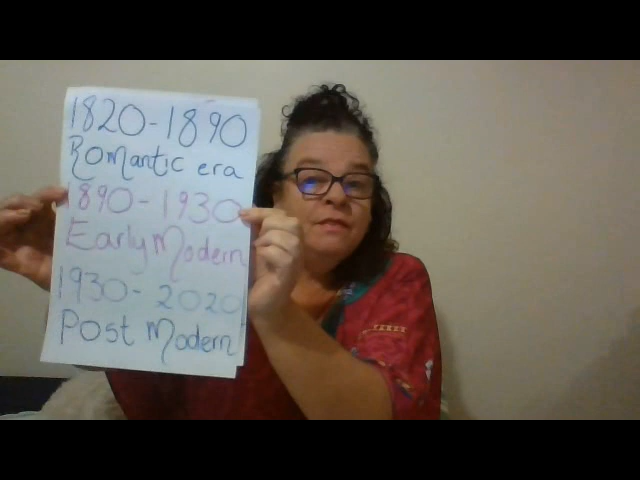 1820-1890
Romantic era
1890-1930
Early Modern
1930-2020
Post Modern